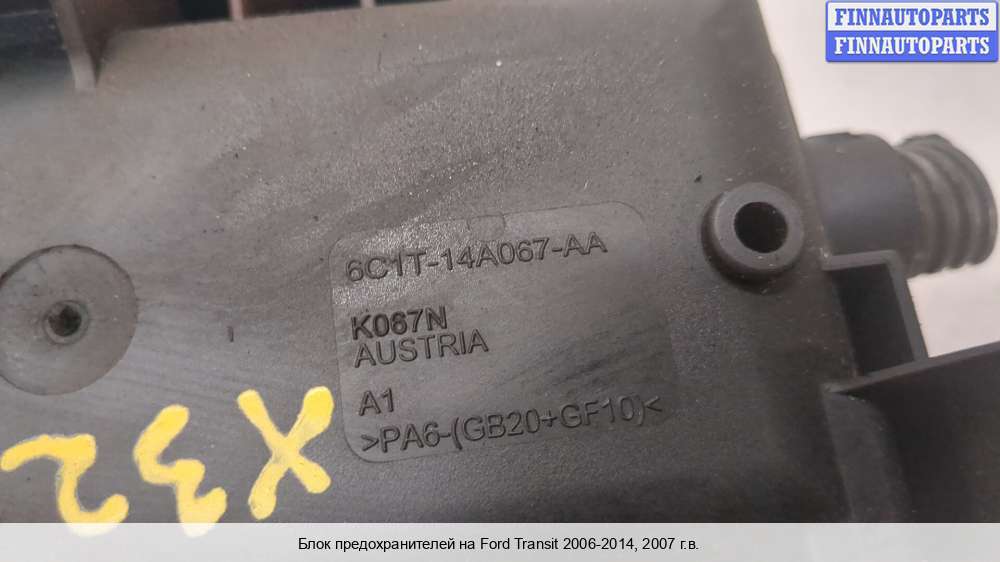 FINNAUTOPARTS
FINNAUTOPARTS
6C1T-14A067-AA
K067N
AUSTRIA
A1
>PA6-(GB20+GF10)<
X32
Блок предохранителей на Ford Transit 2006-2014, 2007 г.в.